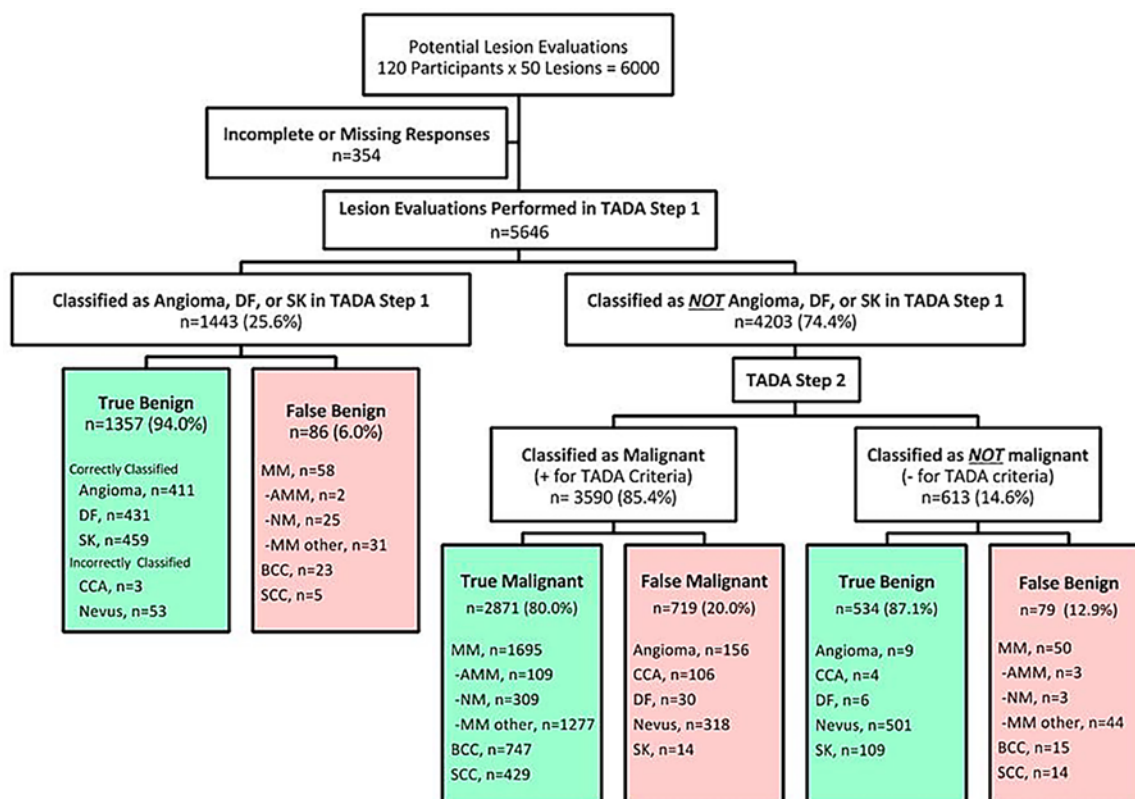 Potential Lesion Evaluations
120 Participants x 50 Lesions = 6000
Incomplete or Missing Responses
n=354
Lesion Evaluations Performed in TADA Step 1
n=5646
Classified as Angioma, DF, or SK in TADA Step 1
n=1443 (25.6%)
Classified as NOT Angioma, DF, or SK in TADA Step 1
n=4203 (74.4%)
True Benign
n=1357 (94.0%)
Correctly Classified
Angioma, n=411
DF, n=431
SK, n=459
Incorrectly Classified
CCA, n=3
Nevus, n=53
False Benign
n=86 (6.0%)
MM, n=58
-AMM, n=2
-NM, n=25
-MM other, n=31
BCC, n=23
SCC, n=5
TADA Step 2
Classified as Malignant
(+ for TADA Criteria)
n= 3590 (85.4%)
Classified as NOT malignant
(- for TADA criteria)
n=613 (14.6%)
True Malignant
n=2871 (80.0%)
MM, n=1695
-AMM, n=109
-NM, n=309
-MM other, n=1277
BCC, n=747
SCC, n=429
False Malignant
n=719 (20.0%)
Angioma, n=156
CCA, n=106
DF, n=30
Nevus, n=318
SK, n=14
True Benign
n=534 (87.1%)
Angioma, n=9
CCA, n=4
DF, n=6
Nevus, n=501
SK, n=109
False Benign
n=79 (12.9%)
MM, n=50
-AMM, n=3
-NM, n=3
-MM other, n=44
BCC, n=15
SCC, n=14